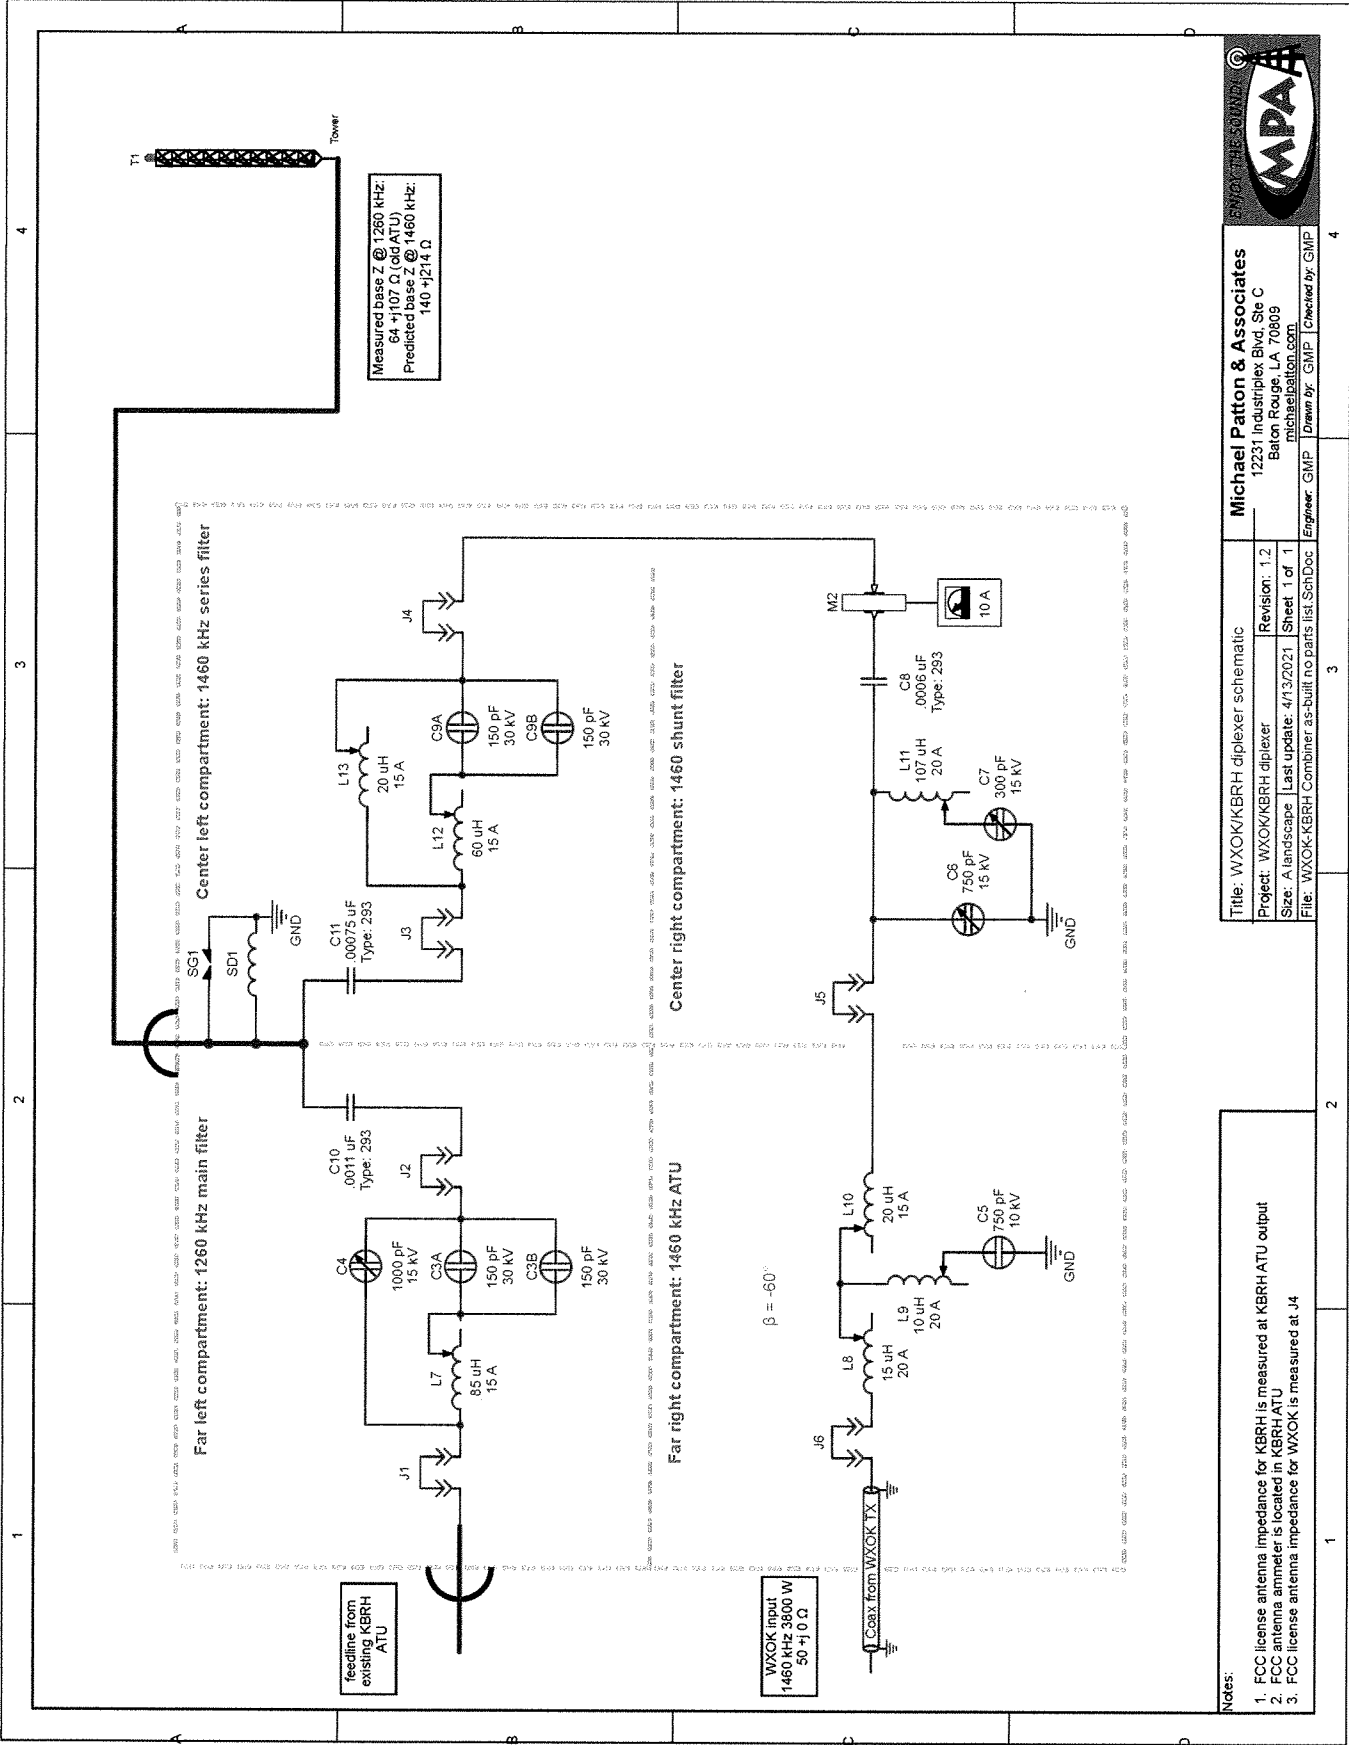 1
2
3
4
A
B
C
D
T1
Tower
Measured base Z @ 1260 kHz:
64 +j107 Ω (old ATU)
Predicted base Z @ 1460 kHz:
140 +j214 Ω
feedline from
existing KBRH
ATU
Far left compartment: 1260 kHz main filter
J1
L7
85 uH
15 A
C4
1000 pF
15 kV
C3A
150 pF
30 kV
C3B
150 pF
30 kV
J2
C10
.0011 uF
Type: 293
SG1
SD1
GND
Center left compartment: 1460 kHz series filter
C11
.00075 uF
Type: 293
J3
L13
20 uH
15 A
L12
60 uH
15 A
C9A
150 pF
30 kV
C9B
150 pF
30 kV
J4
Far right compartment: 1460 kHz ATU
β = -60°
WXOK input
1460 kHz 3800 W
50 +j 0 Ω
Coax from WXOK TX
J6
L8
15 uH
20 A
L9
10 uH
20 A
L10
20 uH
15 A
C5
750 pF
10 kV
GND
Center right compartment: 1460 shunt filter
J5
C6
750 pF
15 kV
GND
L11
107 uH
20 A
C7
300 pF
15 kV
C8
.0006 uF
Type: 293
M2
10 A
Notes:
1. FCC license antenna impedance for KBRH is measured at KBRH ATU output
2. FCC antenna ammeter is located in KBRH ATU
3. FCC license antenna impedance for WXOK is measured at J4
Title: WXOK/KBRH diplexer schematic
Project: WXOK/KBRH diplexer
Revision: 1.2
Size: A landscape
Last update: 4/13/2021
Sheet 1 of 1
File: WXOK-KBRH Combiner as-built no parts list.SchDoc
Michael Patton & Associates
12231 Industriplex Blvd, Ste C
Baton Rouge, LA 70809
michaelpatton.com
Engineer: GMP
Drawn by: GMP
Checked by: GMP
ENJOY THE SOUND!
MPA
1
2
3
4
A
B
C
D